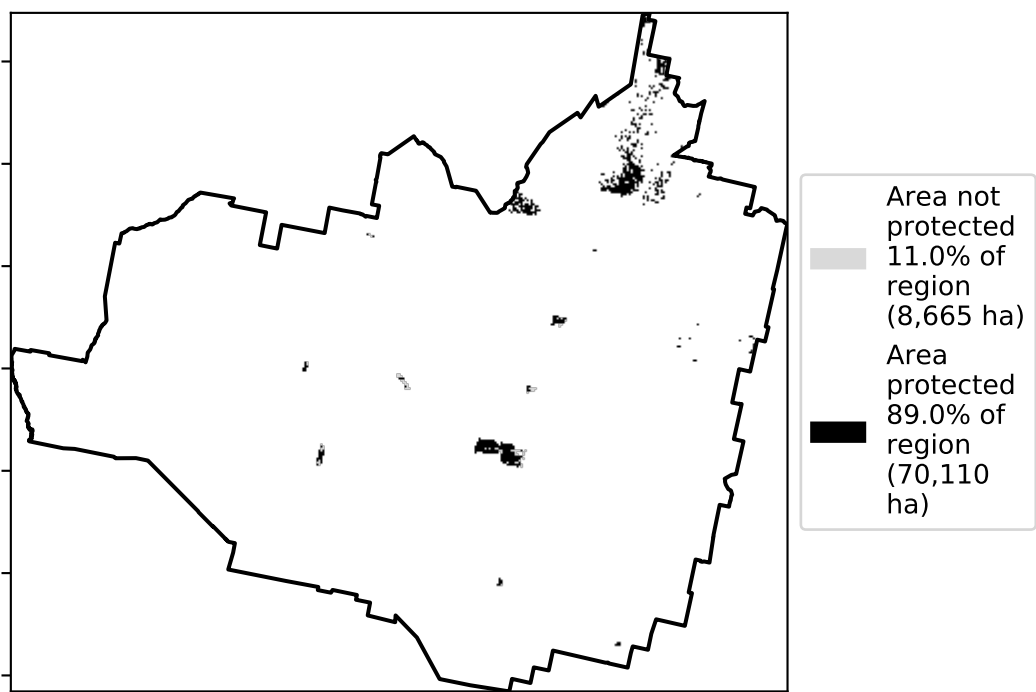 Area not
protected
11.0% of
region
(8,665 ha)
Area
protected
89.0% of
region
(70,110
ha)